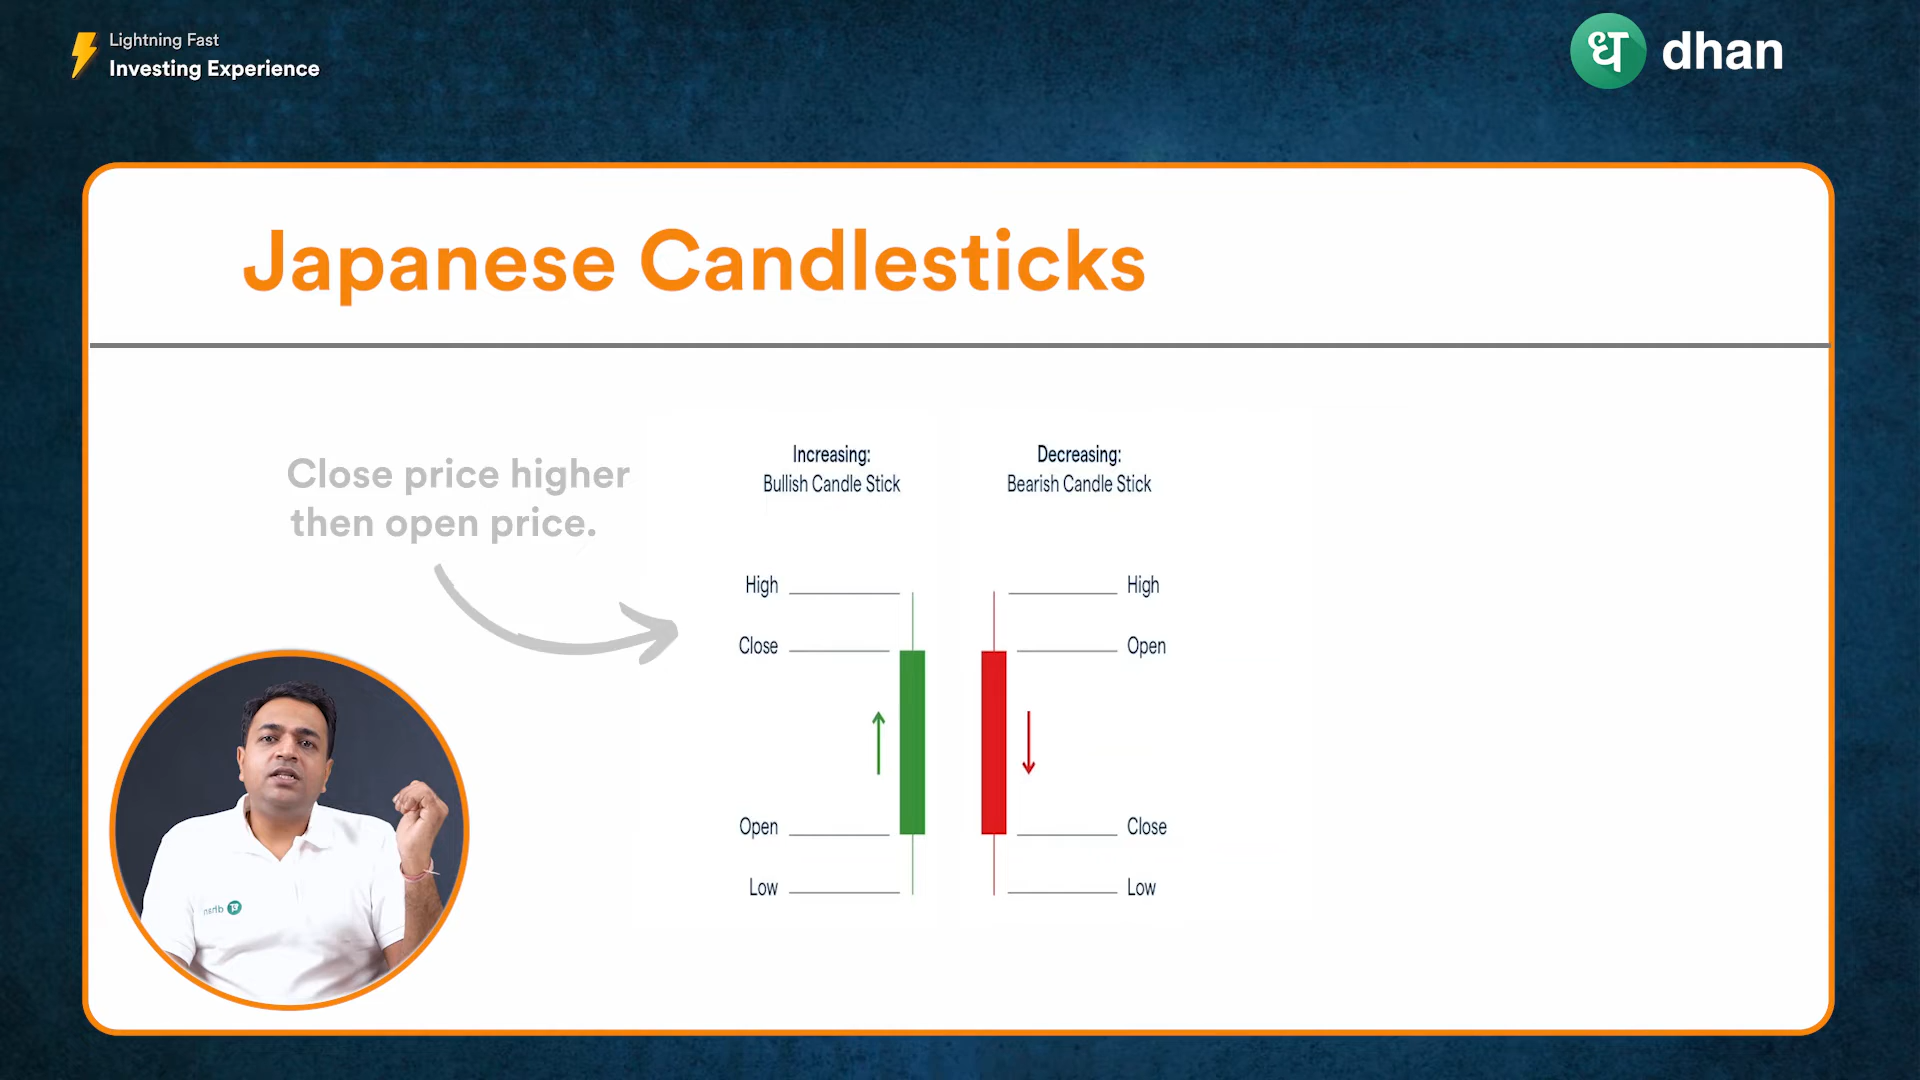 Lightning Fast
Investing Experience
ध dhan
Japanese Candlesticks
Close price higher
then open price.
Increasing:
Bullish Candle Stick
Decreasing:
Bearish Candle Stick
High
Close
Open
Low
High
Open
Close
Low
ध dhan